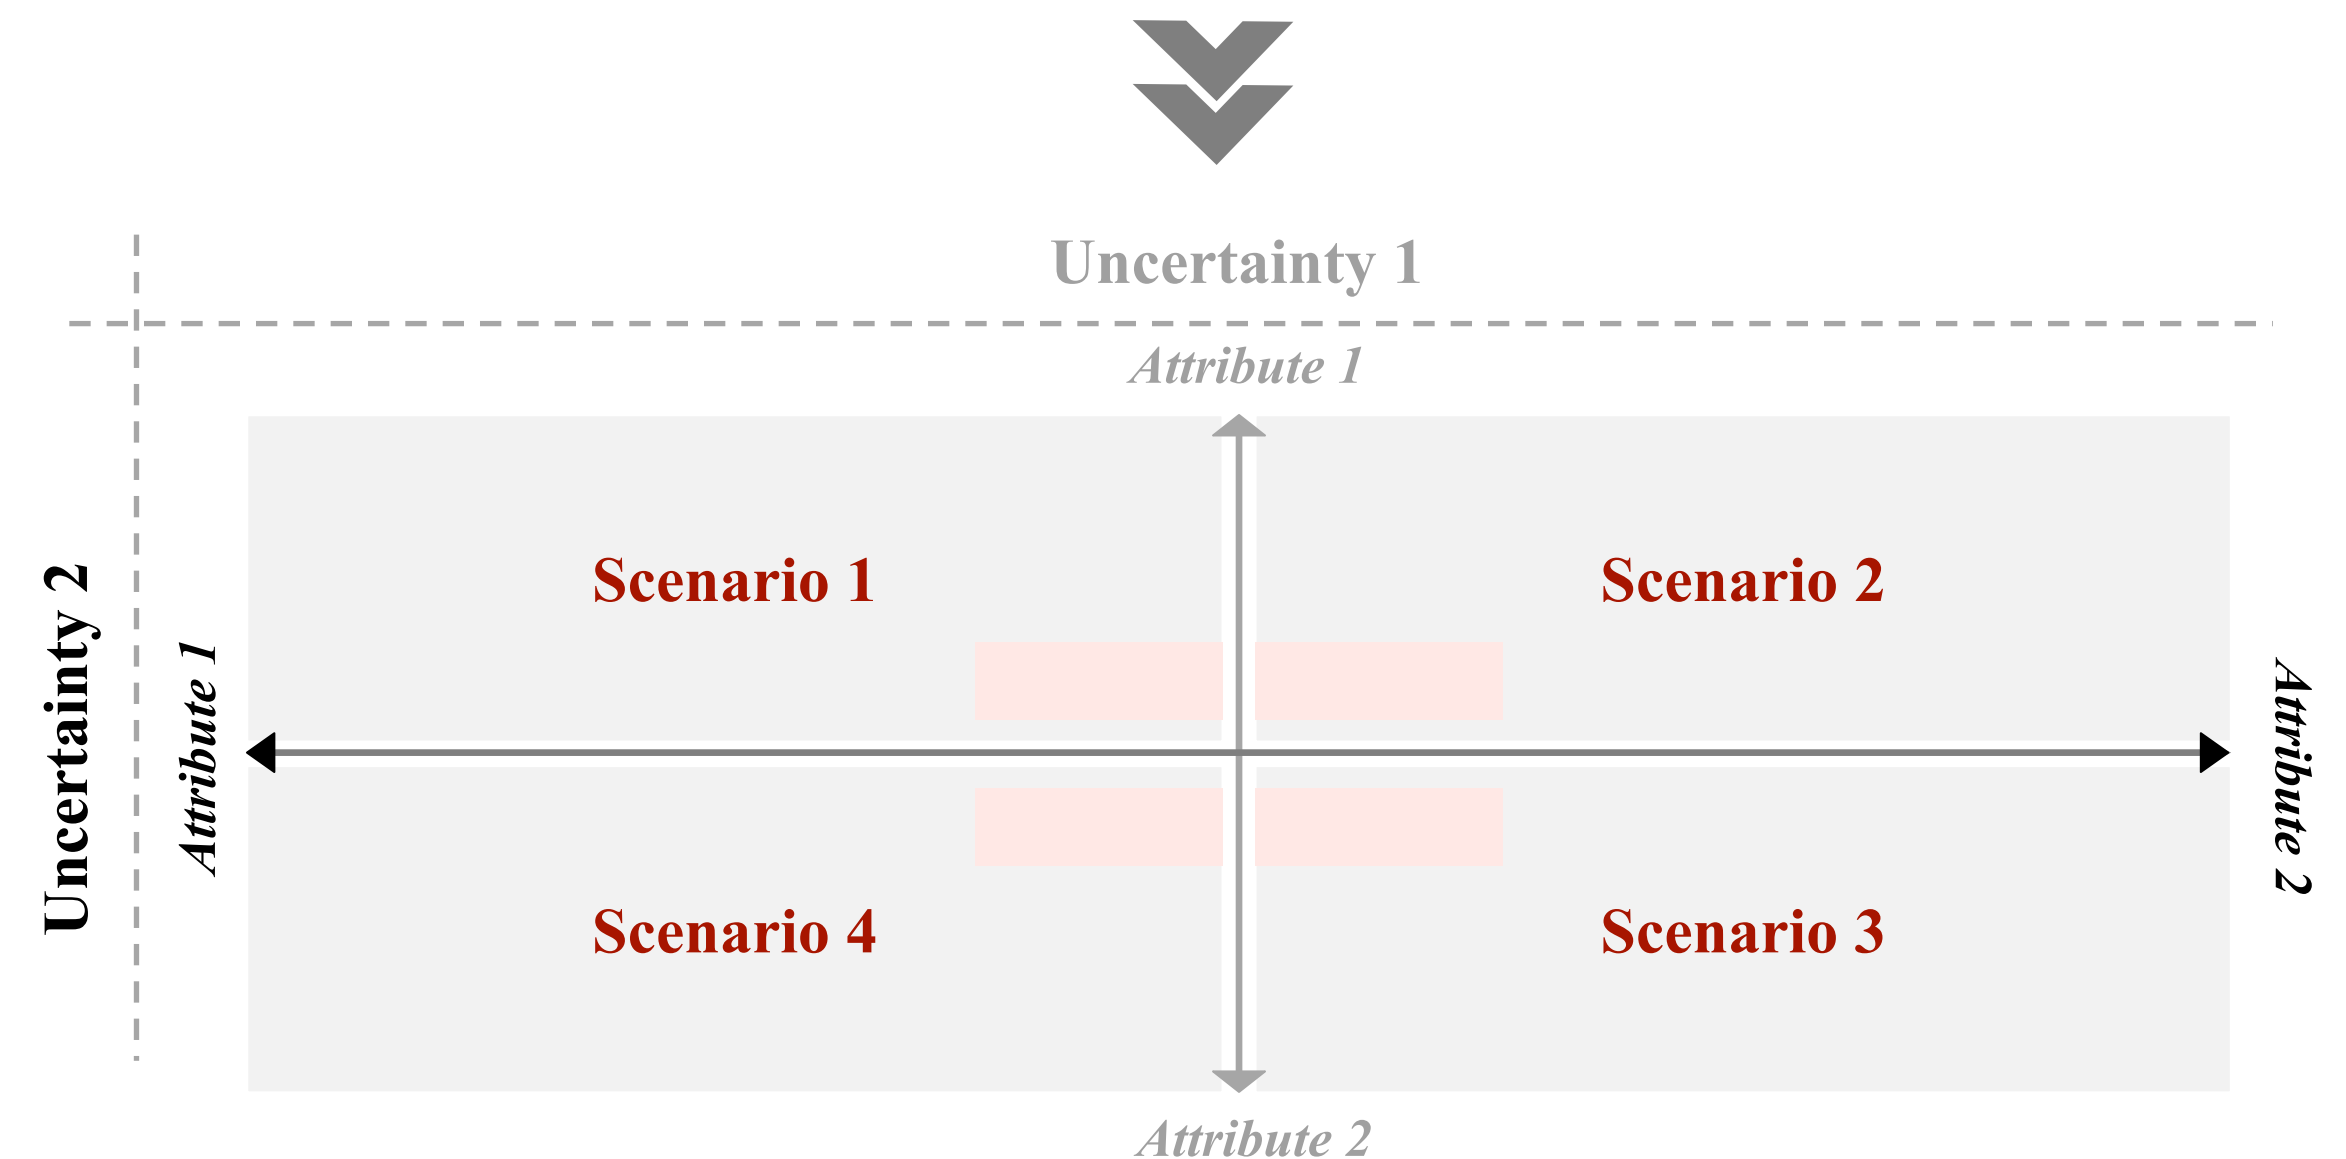 Uncertainty 1
Attribute 1
Uncertainty 2
Attribute 1
Scenario 1
Scenario 2
Attribute 2
Scenario 4
Scenario 3
Attribute 2